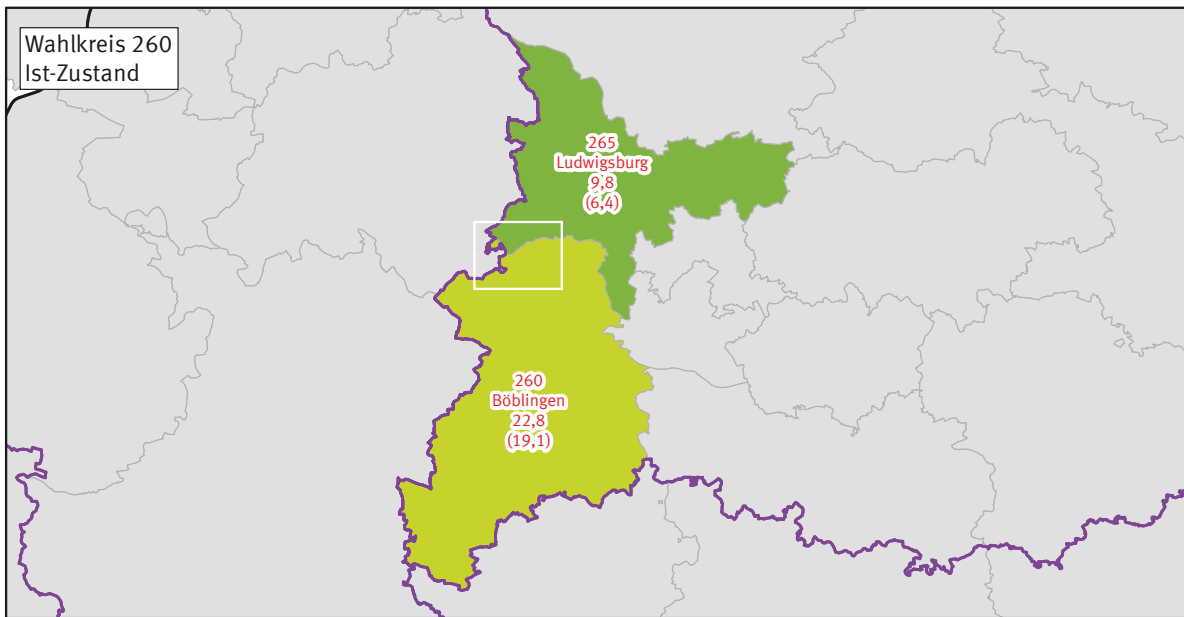 Wahlkreis 260
Ist-Zustand
265
Ludwigsburg
9,8
(6,4)
260
Böblingen
22,8
(19,1)